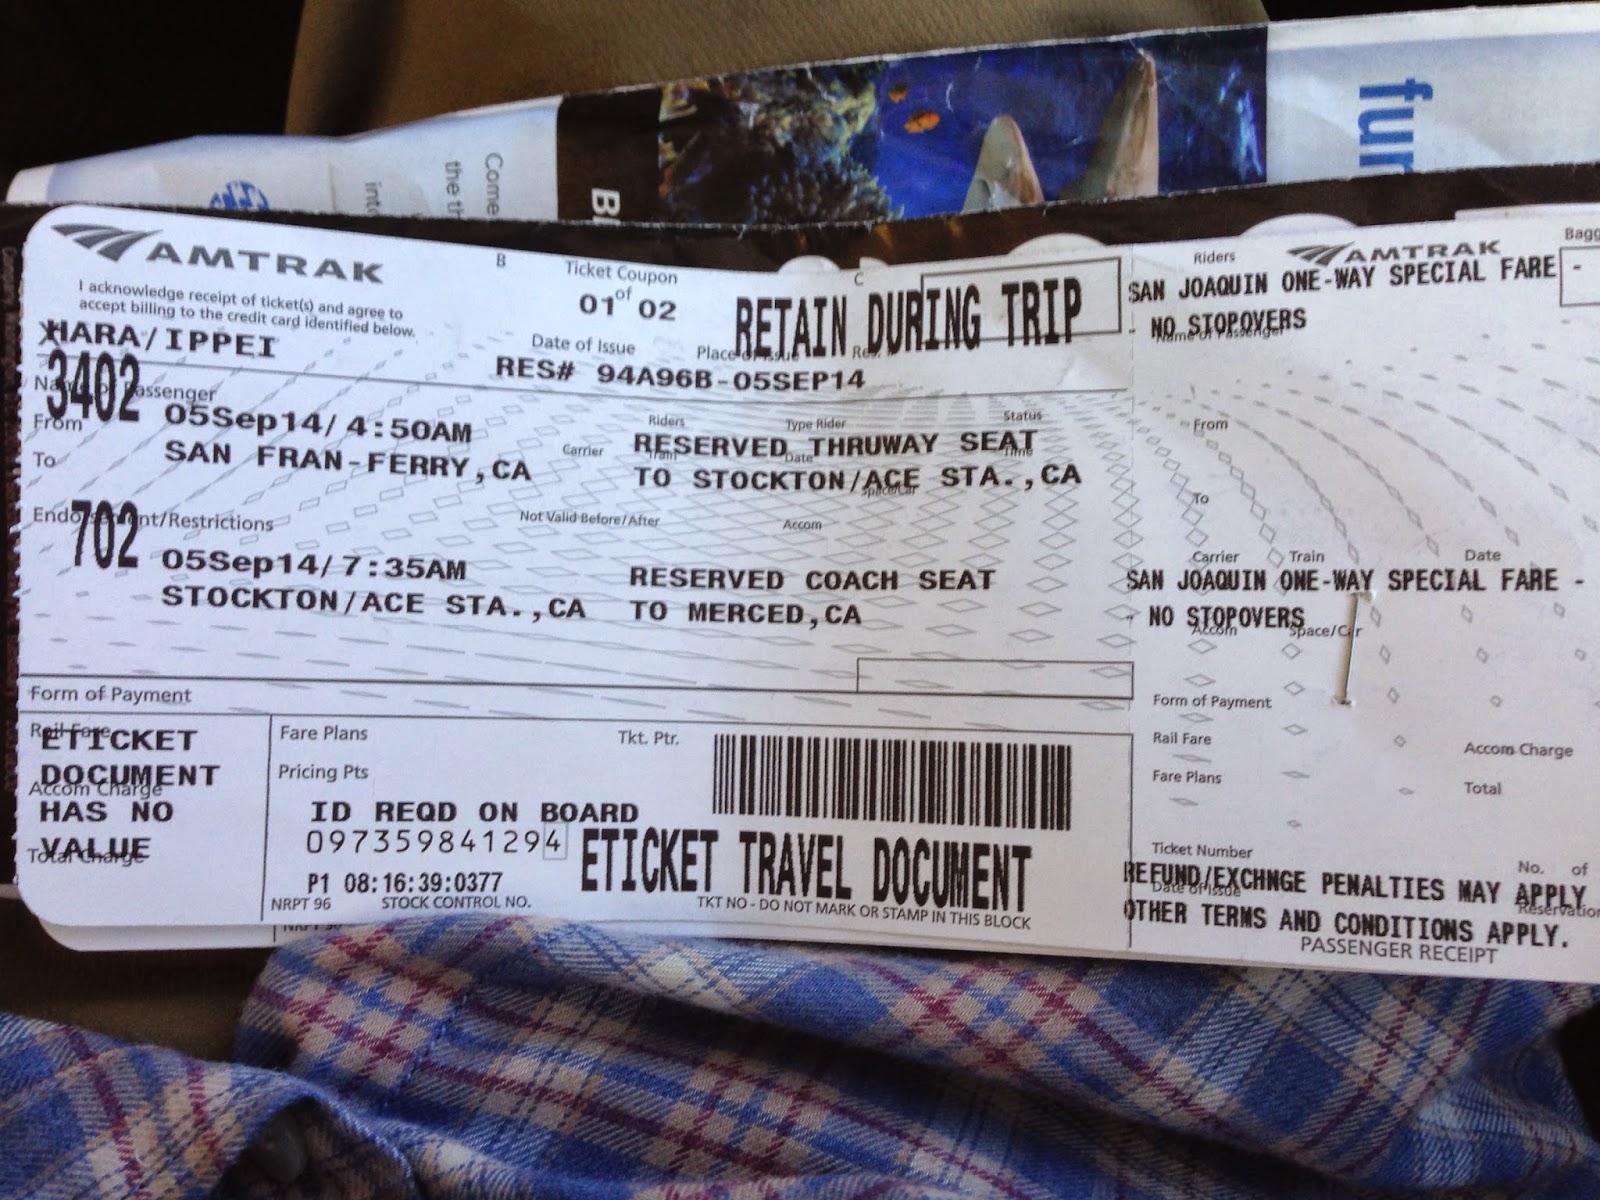 fur
Come
the th
int
B
AMTRAK
I acknowledge receipt of ticket(s) and agree to
accept billing to the credit card identified below.
XHARA/IPPEI
B
Ticket Coupon
01 of 02
C
RETAIN DURING TRIP
Date of Issue
Place of Issue
RES# 94A96B-05SEP14
Name of Passenger
3402
05Sep14/ 4:50AM
Riders
Type Rider
Status
RESERVED THRUWAY SEAT
From
To
SAN FRAN-FERRY,CA
Carrier
Train
Date
Time
TO STOCKTON/ACE STA.,CA
Space/Car
Endorsement/Restrictions
Not Valid Before/After
Accom
702
05Sep14/ 7:35AM
RESERVED COACH SEAT
STOCKTON/ACE STA.,CA
TO MERCED,CA
Form of Payment
Rail Fare
Fare Plans
Tkt. Ptr.
ETICKET
DOCUMENT
Accom Charge
HAS NO
VALUE
Total Charge
Pricing Pts
ID REQD ON BOARD
097359841294
ETICKET TRAVEL DOCUMENT
P1 08:16:39:0377
NRPT 96
STOCK CONTROL NO.
TKT NO - DO NOT MARK OR STAMP IN THIS BLOCK
Riders
AMTRAK
Bagg
SAN JOAQUIN ONE-WAY SPECIAL FARE -
- NO STOPOVERS
Name of Passenger
From
To
Carrier
Train
Date
SAN JOAQUIN ONE-WAY SPECIAL FARE -
- NO STOPOVERS
Accom
Space/Car
Form of Payment
Rail Fare
Accom Charge
Fare Plans
Total
Ticket Number
No. of
REFUND/EXCHNGE PENALTIES MAY APPLY
Date of Issue
Reservation
OTHER TERMS AND CONDITIONS APPLY.
PASSENGER RECEIPT